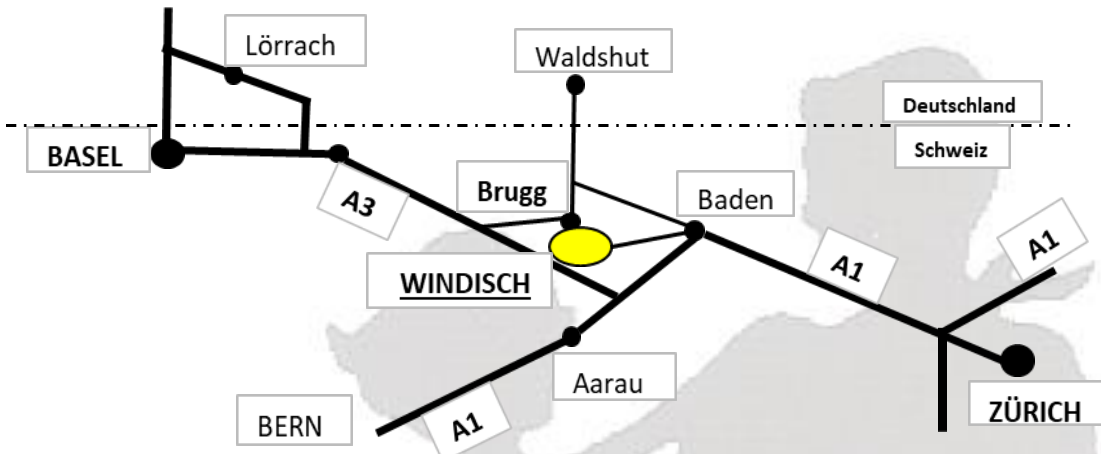 Lörrach
Waldshut
Deutschland
BASEL
Schweiz
A3
Brugg
Baden
WINDISCH
A1
A1
Aarau
BERN
A1
ZÜRICH